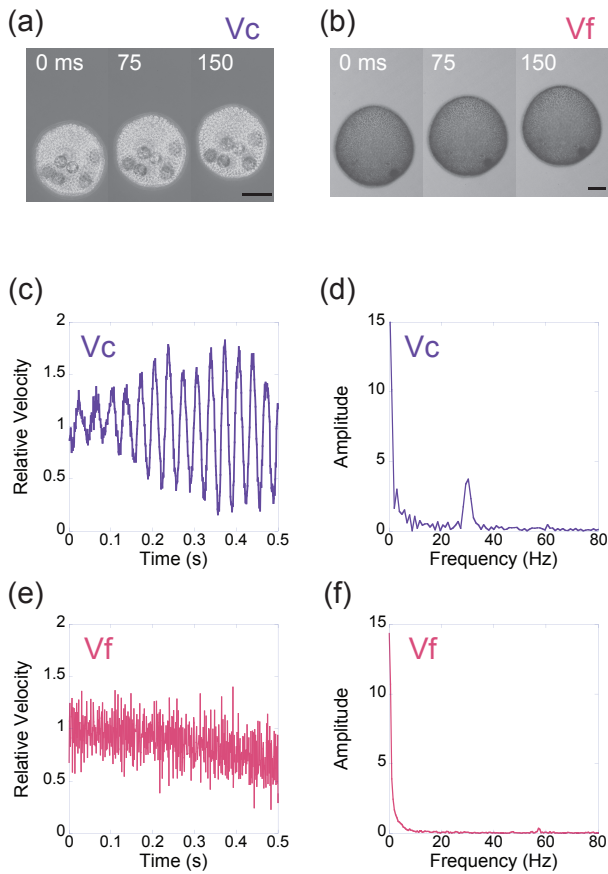 (a)
Vc
0 ms 75 150
(b)
Vf
0 ms 75 150
(c)
Vc
2
1.5
1
0.5
0
Relative Velocity
0 0.1 0.2 0.3 0.4 0.5
Time (s)
(d)
Vc
15
10
5
0
Amplitude
0 20 40 60 80
Frequency (Hz)
(e)
Vf
2
1.5
1
0.5
0
Relative Velocity
0 0.1 0.2 0.3 0.4 0.5
Time (s)
(f)
Vf
15
10
5
0
Amplitude
0 20 40 60 80
Frequency (Hz)